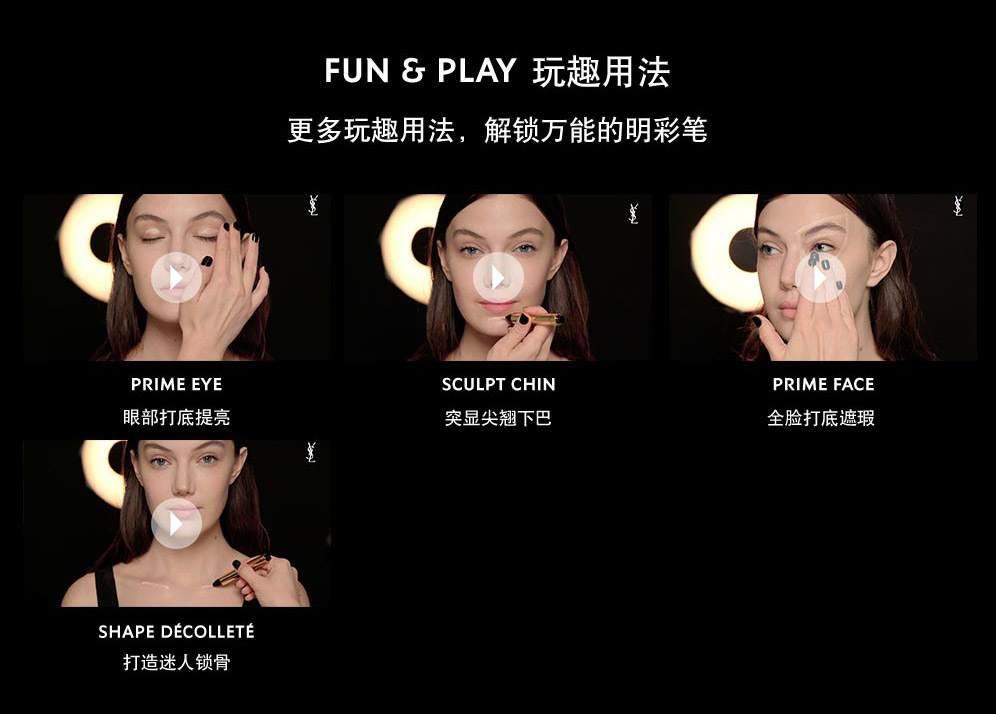 FUN & PLAY 玩趣用法
更多玩趣用法，解锁万能的明彩笔
YSL
YSL
YSL
PRIME EYE
SCULPT CHIN
PRIME FACE
眼部打底提亮
突显尖翘下巴
全脸打底遮瑕
YSL
SHAPE DÉCOLLETÉ
打造迷人锁骨